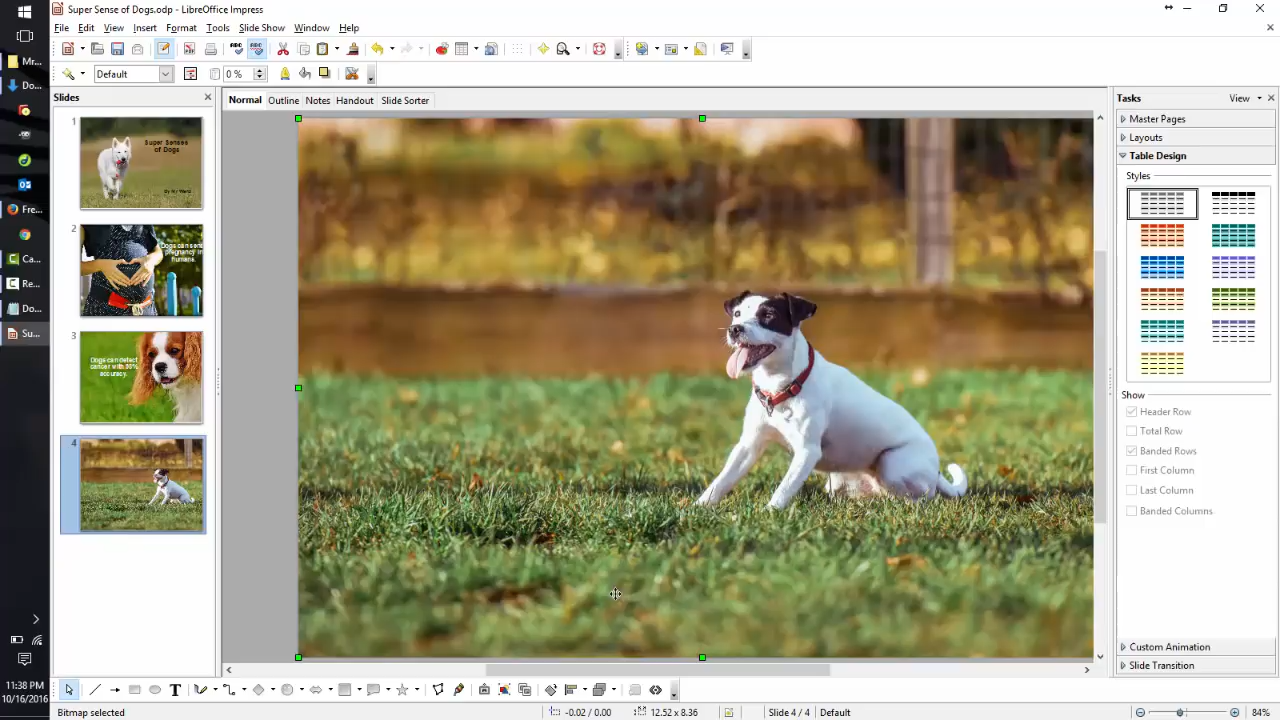 Super Sense of Dogs.odp - LibreOffice Impress
File Edit View Insert Format Tools Slide Show Window Help
Default
0 %
Slides
Normal Outline Notes Handout Slide Sorter
Tasks
View
Master Pages
Layouts
Table Design
Styles
1
Super Senses
of Dogs
2
Dogs can sens
pregnancy in
humans.
3
Dogs can detect
accuracy.
4
Show
Header Row
Total Row
Banded Rows
First Column
Last Column
Banded Columns
Custom Animation
Slide Transition
Mr...
Do...
Fre...
Ca...
Re...
Do...
Su...
11:38 PM
10/16/2016
Bitmap selected
-0.02 / 0.00
12.52 x 8.36
Slide 4 / 4
Default
84%